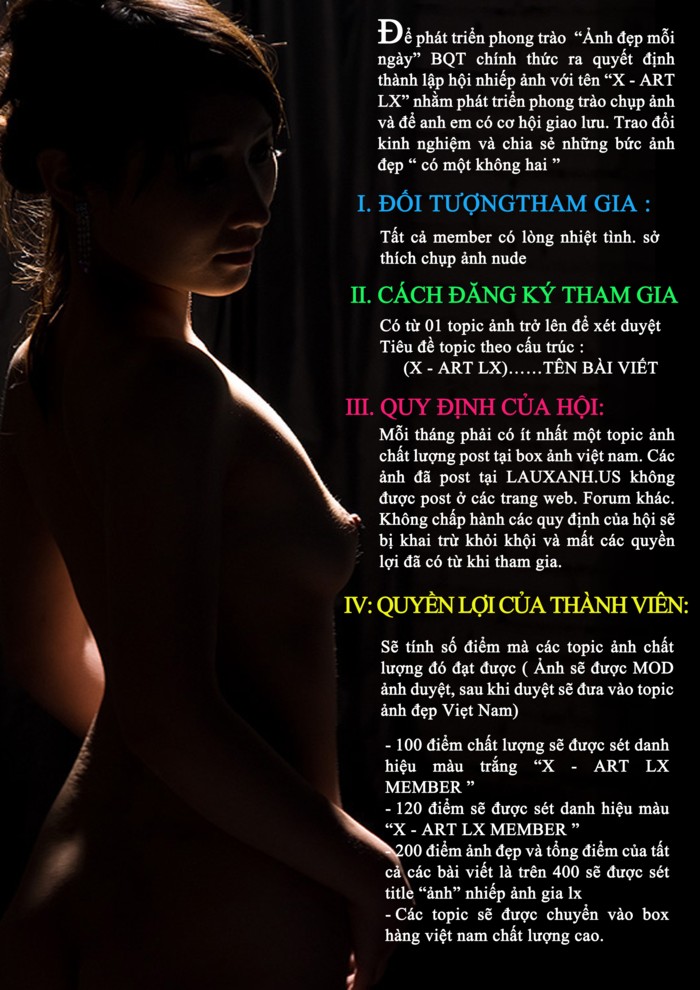 Để phát triển phong trào “Ảnh đẹp mỗi
ngày” BQT chính thức ra quyết định
thành lập hội nhiếp ảnh với tên “X - ART
LX” nhằm phát triển phong trào chụp ảnh
và để anh em có cơ hội giao lưu. Trao đổi
kinh nghiệm và chia sẻ những bức ảnh
đẹp “ có một không hai ”
I. ĐỐI TƯỢNGTHAM GIA :
Tất cả member có lòng nhiệt tình. sở
thích chụp ảnh nude
II. CÁCH ĐĂNG KÝ THAM GIA
Có từ 01 topic ảnh trở lên để xét duyệt
Tiêu đề topic theo cấu trúc :
(X - ART LX)……TÊN BÀI VIẾT
III. QUY ĐỊNH CỦA HỘI:
Mỗi tháng phải có ít nhất một topic ảnh
chất lượng post tại box ảnh việt nam. Các
ảnh đã post tại LAUXANH.US không
được post ở các trang web. Forum khác.
Không chấp hành các quy định của hội sẽ
bị khai trừ khỏi khội và mất các quyền
lợi đã có từ khi tham gia.
IV: QUYỀN LỢI CỦA THÀNH VIÊN:
Sẽ tính số điểm mà các topic ảnh chất
lượng đó đạt được ( Ảnh sẽ được MOD
ảnh duyệt, sau khi duyệt sẽ đưa vào topic
ảnh đẹp Việt Nam)
- 100 điểm chất lượng sẽ được sét danh
hiệu màu trắng “X - ART LX
MEMBER ”
- 120 điểm sẽ được sét danh hiệu màu
“X - ART LX MEMBER ”
- 200 điểm ảnh đẹp và tổng điểm của tất
cả các bài viết là trên 400 sẽ được sét
title “ảnh” nhiếp ảnh gia lx
- Các topic sẽ được chuyển vào box
hàng việt nam chất lượng cao.